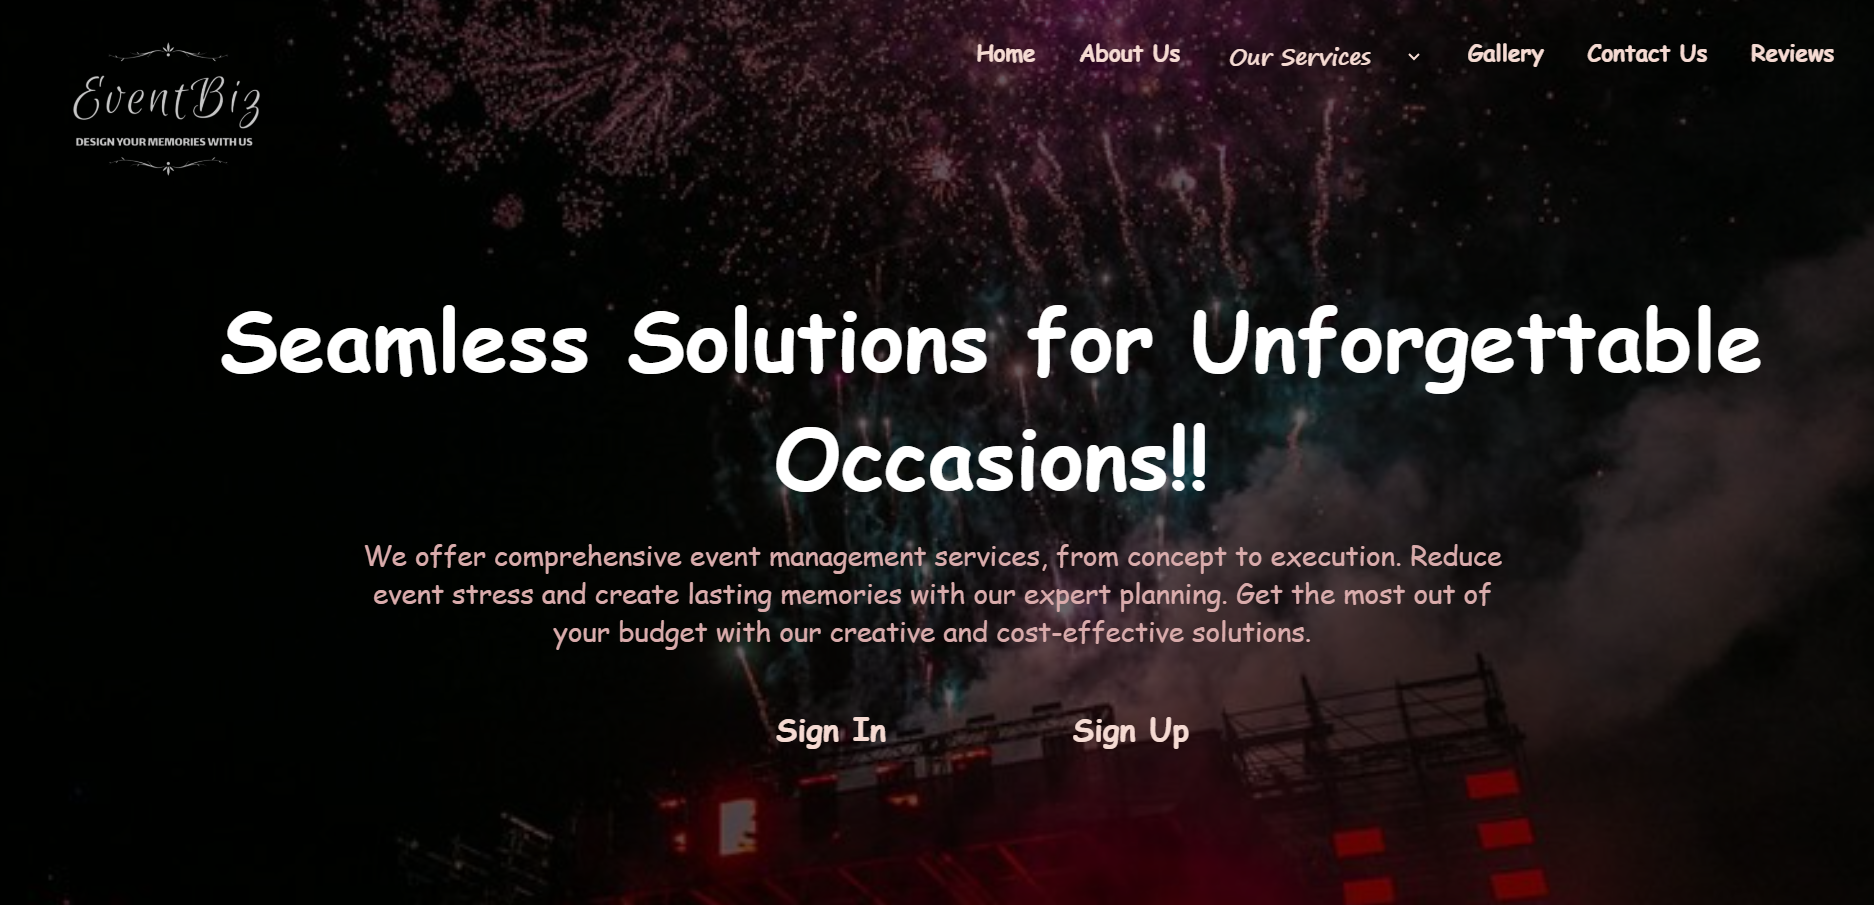 EventBiz
DESIGN YOUR MEMORIES WITH US
Home About Us Our Services Gallery Contact Us Reviews
Seamless Solutions for Unforgettable
Occasions!!
We offer comprehensive event management services, from concept to execution. Reduce
event stress and create lasting memories with our expert planning. Get the most out of
your budget with our creative and cost-effective solutions.
Sign In Sign Up